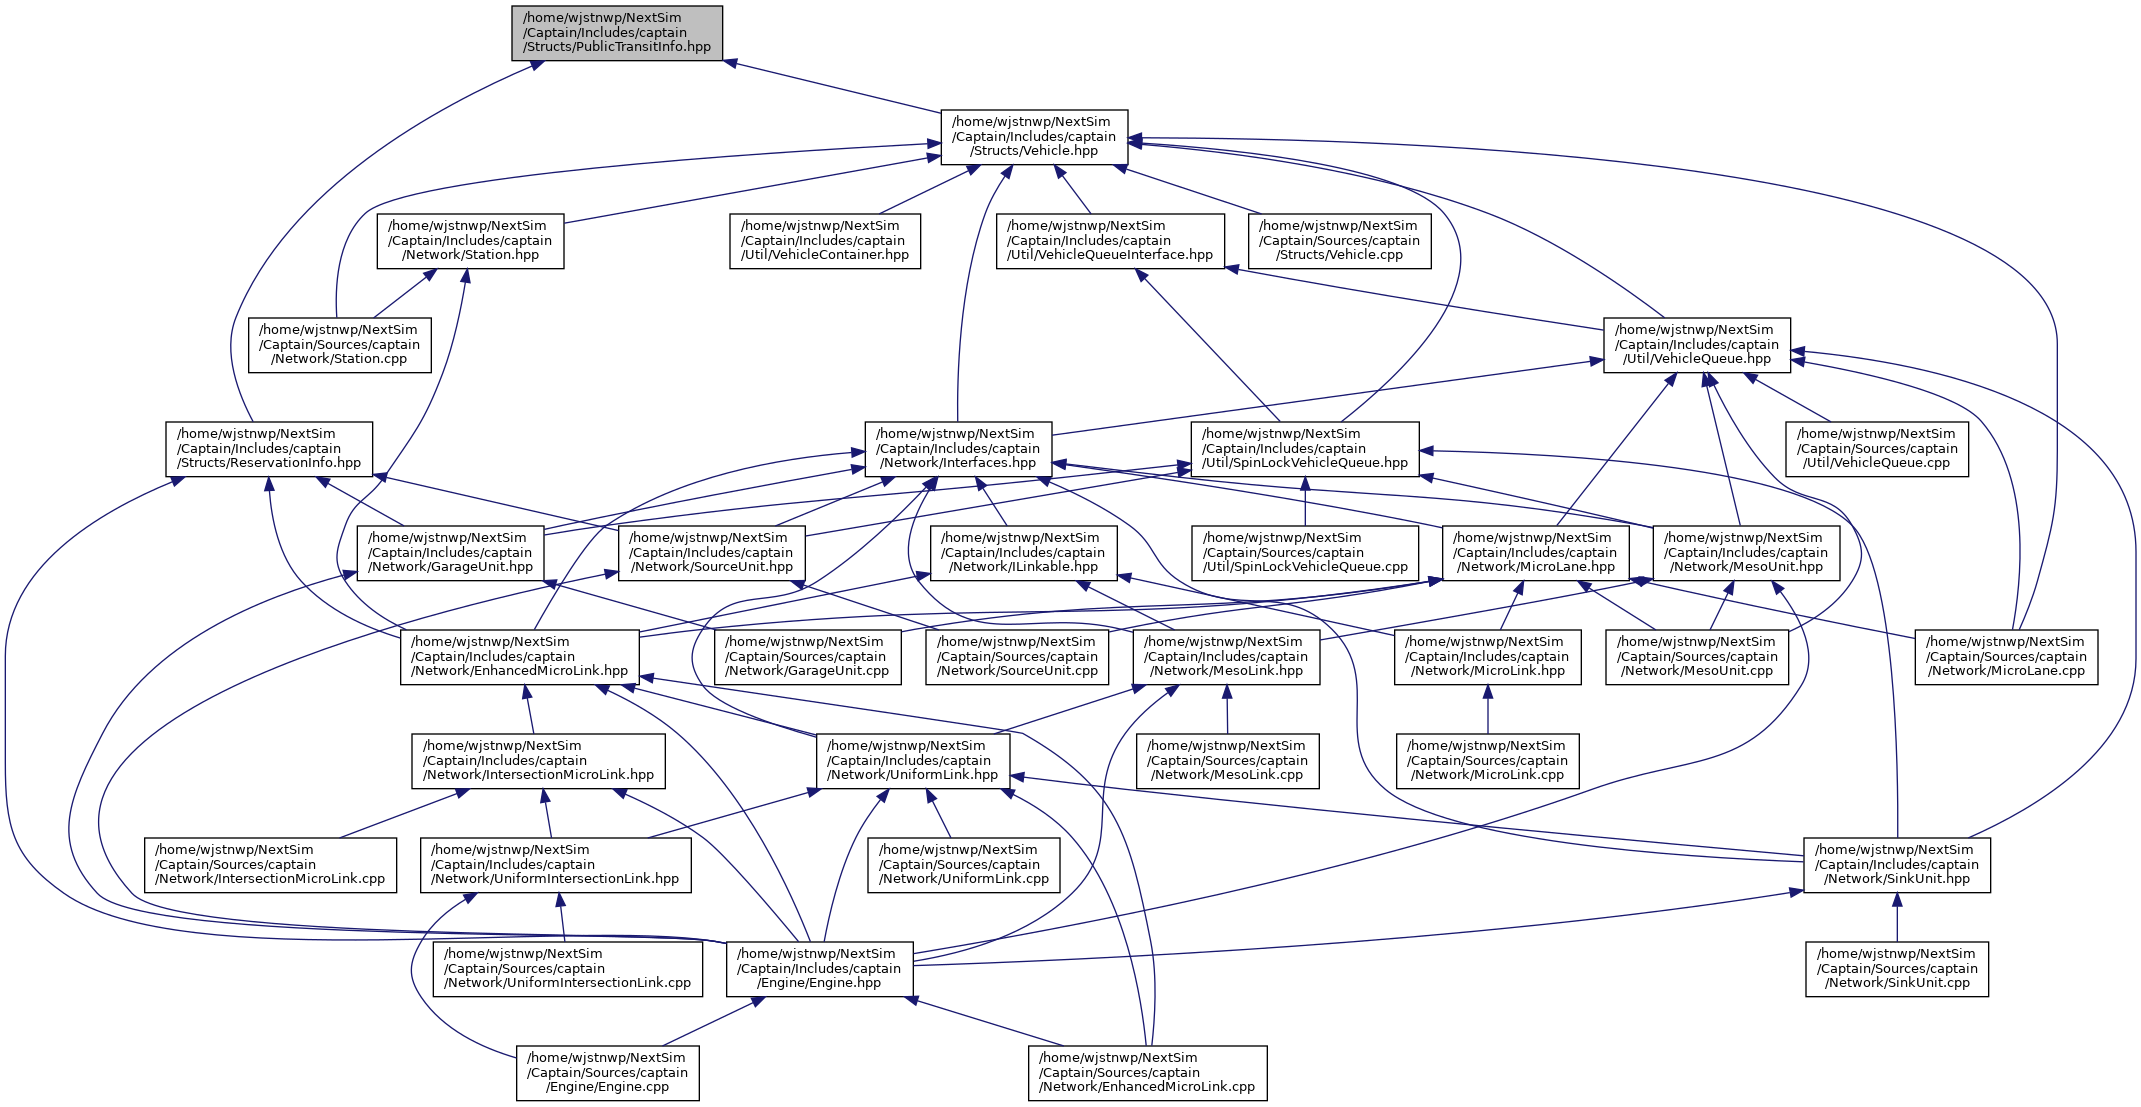 /home/wjstnwp/NextSim
/Captain/Includes/captain
/Structs/PublicTransitInfo.hpp
/home/wjstnwp/NextSim
/Captain/Includes/captain
/Structs/Vehicle.hpp
/home/wjstnwp/NextSim
/Captain/Includes/captain
/Network/Station.hpp
/home/wjstnwp/NextSim
/Captain/Includes/captain
/Util/VehicleContainer.hpp
/home/wjstnwp/NextSim
/Captain/Includes/captain
/Util/VehicleQueueInterface.hpp
/home/wjstnwp/NextSim
/Captain/Sources/captain
/Structs/Vehicle.cpp
/home/wjstnwp/NextSim
/Captain/Sources/captain
/Network/Station.cpp
/home/wjstnwp/NextSim
/Captain/Includes/captain
/Util/VehicleQueue.hpp
/home/wjstnwp/NextSim
/Captain/Includes/captain
/Structs/ReservationInfo.hpp
/home/wjstnwp/NextSim
/Captain/Includes/captain
/Network/Interfaces.hpp
/home/wjstnwp/NextSim
/Captain/Includes/captain
/Util/SpinLockVehicleQueue.hpp
/home/wjstnwp/NextSim
/Captain/Sources/captain
/Util/VehicleQueue.cpp
/home/wjstnwp/NextSim
/Captain/Includes/captain
/Network/GarageUnit.hpp
/home/wjstnwp/NextSim
/Captain/Includes/captain
/Network/SourceUnit.hpp
/home/wjstnwp/NextSim
/Captain/Includes/captain
/Network/ILinkable.hpp
/home/wjstnwp/NextSim
/Captain/Sources/captain
/Util/SpinLockVehicleQueue.cpp
/home/wjstnwp/NextSim
/Captain/Includes/captain
/Network/MicroLane.hpp
/home/wjstnwp/NextSim
/Captain/Includes/captain
/Network/MesoUnit.hpp
/home/wjstnwp/NextSim
/Captain/Includes/captain
/Network/EnhancedMicroLink.hpp
/home/wjstnwp/NextSim
/Captain/Sources/captain
/Network/GarageUnit.cpp
/home/wjstnwp/NextSim
/Captain/Sources/captain
/Network/SourceUnit.cpp
/home/wjstnwp/NextSim
/Captain/Includes/captain
/Network/MesoLink.hpp
/home/wjstnwp/NextSim
/Captain/Includes/captain
/Network/MicroLink.hpp
/home/wjstnwp/NextSim
/Captain/Sources/captain
/Network/MesoUnit.cpp
/home/wjstnwp/NextSim
/Captain/Sources/captain
/Network/MicroLane.cpp
/home/wjstnwp/NextSim
/Captain/Includes/captain
/Network/IntersectionMicroLink.hpp
/home/wjstnwp/NextSim
/Captain/Includes/captain
/Network/UniformLink.hpp
/home/wjstnwp/NextSim
/Captain/Sources/captain
/Network/MesoLink.cpp
/home/wjstnwp/NextSim
/Captain/Sources/captain
/Network/MicroLink.cpp
/home/wjstnwp/NextSim
/Captain/Sources/captain
/Network/IntersectionMicroLink.cpp
/home/wjstnwp/NextSim
/Captain/Includes/captain
/Network/UniformIntersectionLink.hpp
/home/wjstnwp/NextSim
/Captain/Sources/captain
/Network/UniformLink.cpp
/home/wjstnwp/NextSim
/Captain/Includes/captain
/Network/SinkUnit.hpp
/home/wjstnwp/NextSim
/Captain/Sources/captain
/Network/UniformIntersectionLink.cpp
/home/wjstnwp/NextSim
/Captain/Includes/captain
/Engine/Engine.hpp
/home/wjstnwp/NextSim
/Captain/Sources/captain
/Network/SinkUnit.cpp
/home/wjstnwp/NextSim
/Captain/Sources/captain
/Engine/Engine.cpp
/home/wjstnwp/NextSim
/Captain/Sources/captain
/Network/EnhancedMicroLink.cpp